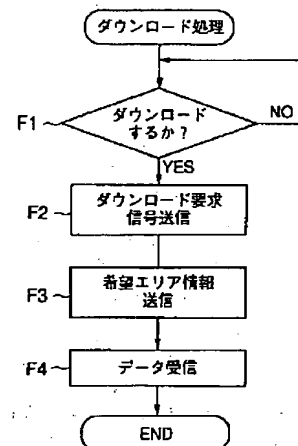 ダウンロード処理
F1
ダウンロード
するか?
NO
YES
F2
ダウンロード要求
信号送信
F3
希望エリア情報
送信
F4
データ受信
END